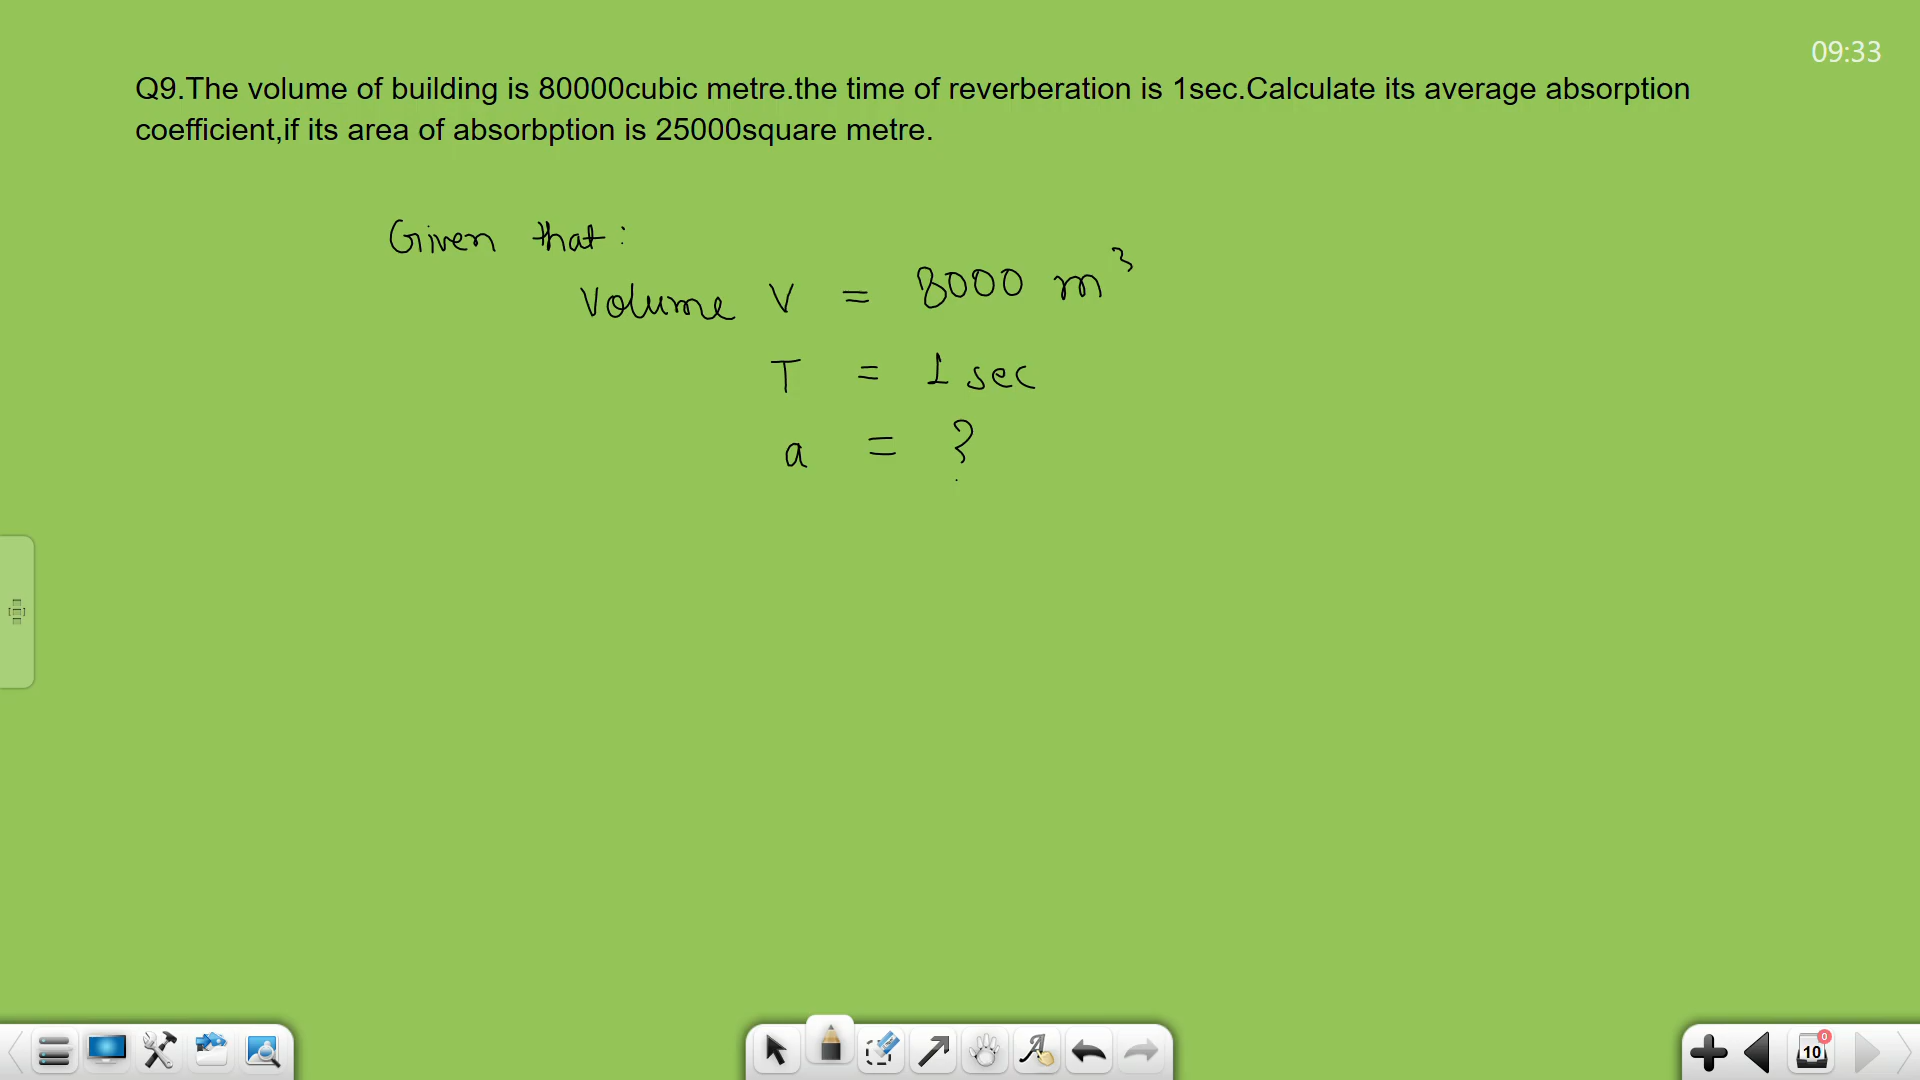 09:33
Q9.The volume of building is 80000cubic metre.the time of reverberation is 1sec.Calculate its average absorption
coefficient,if its area of absorbption is 25000square metre.
Given that:
Volume V = 8000 m³
T = 1 sec
a = ?
10
0